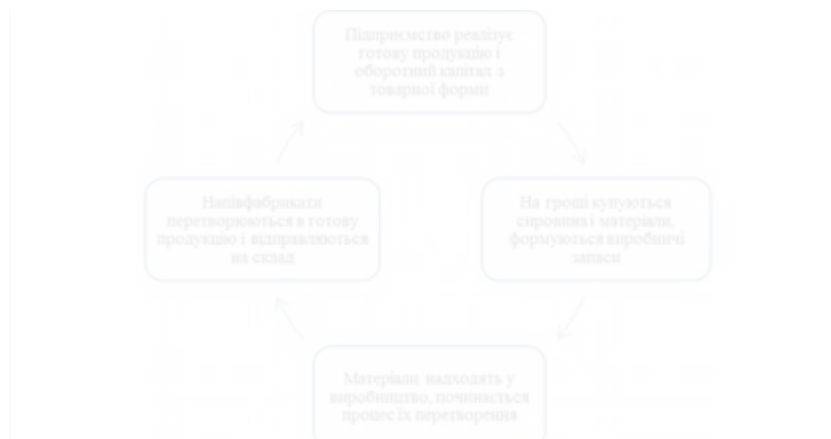 Підприємство реалізує
готову продукцію і
оборотний капітал з
товарної форми
Напівфабрикати
перетворюються в готову
продукцію і відправляються
на склад
На гроші купуються
сировина і матеріали,
формуються виробничі
запаси
Матеріали надходять у
виробництво, починається
процес їх перетворення